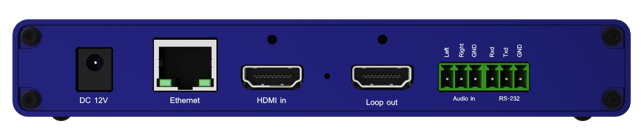 Left Right GND Rxd Txd GND
DC 12V
Ethernet
HDMI in
Loop out
Audio In
RS-232